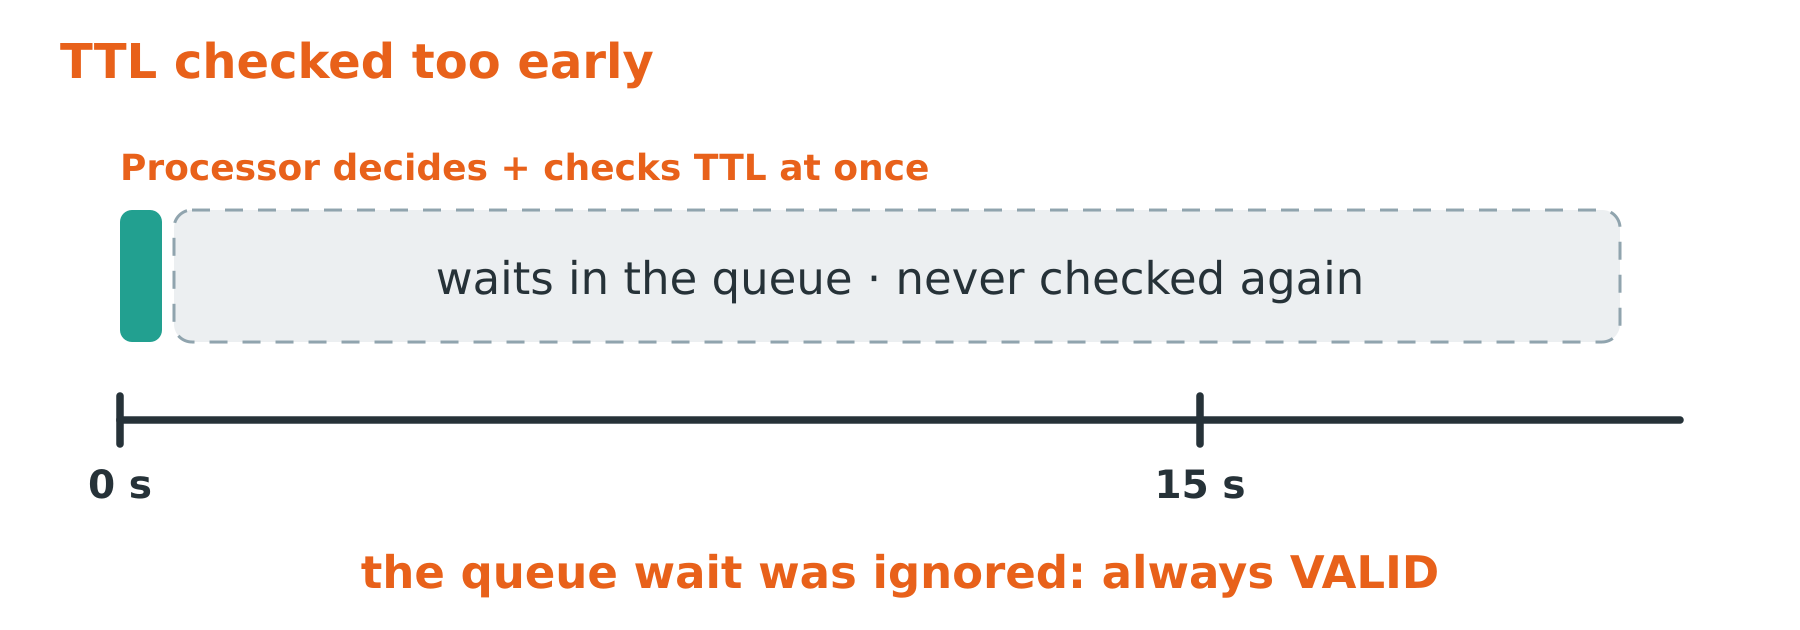 TTL checked too early
Processor decides + checks TTL at once
waits in the queue · never checked again
0 s
15 s
the queue wait was ignored: always VALID